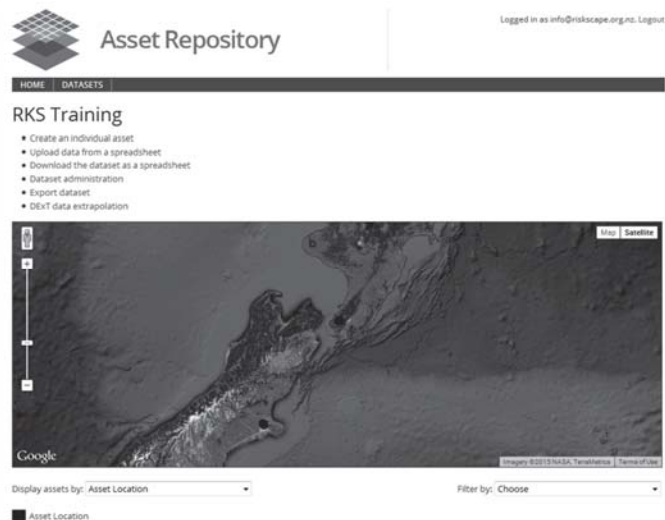 Logged in as info@riskscape.org.nz. Logout
Asset Repository
HOME DATASETS
RKS Training
Create an individual asset
Upload data from a spreadsheet
Download the dataset as a spreadsheet
Dataset administration
Export dataset
DExT data extrapolation
Map Satellite
Google
Imagery ©2013 NASA, TerraMetrics Terms of Use
Display assets by: Asset Location
Filter by: Choose
Asset Location